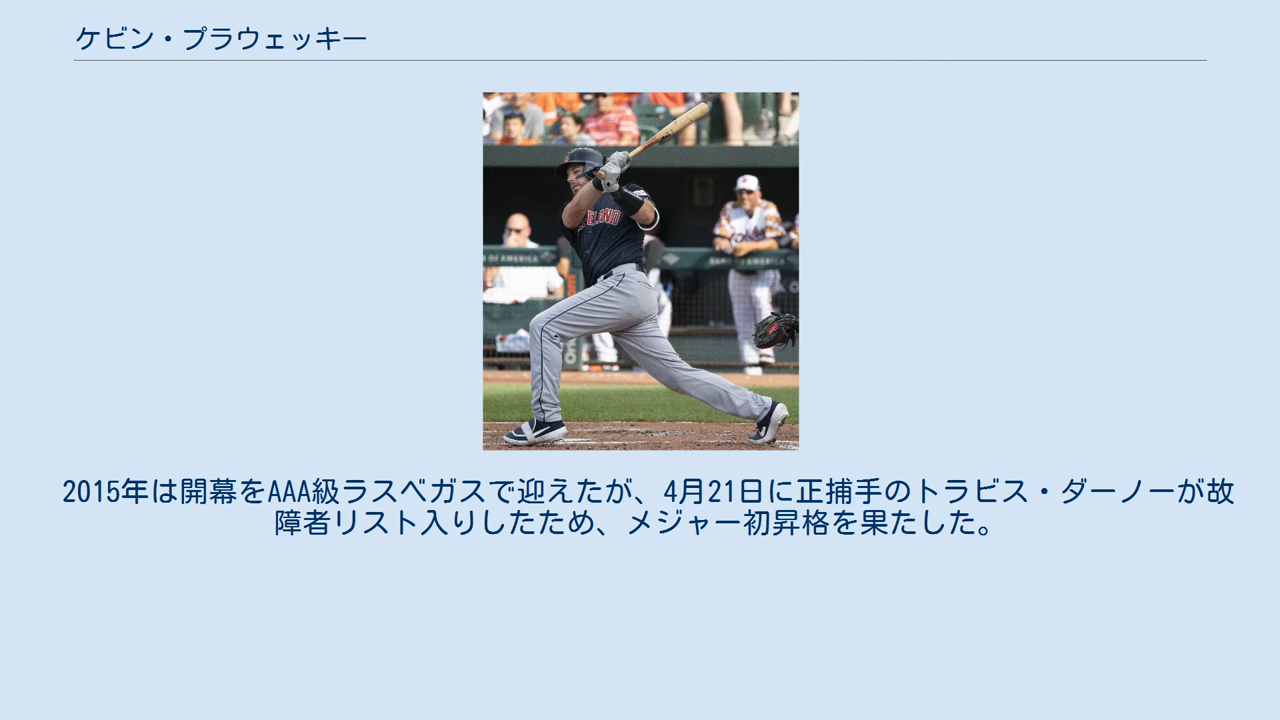 ケビン・プラウェッキー
OF AMERICA
2015年は開幕をAAA級ラスベガスで迎えたが、4月21日に正捕手のトラビス・ダーノーが故
障者リスト入りしたため、メジャー初昇格を果たした。